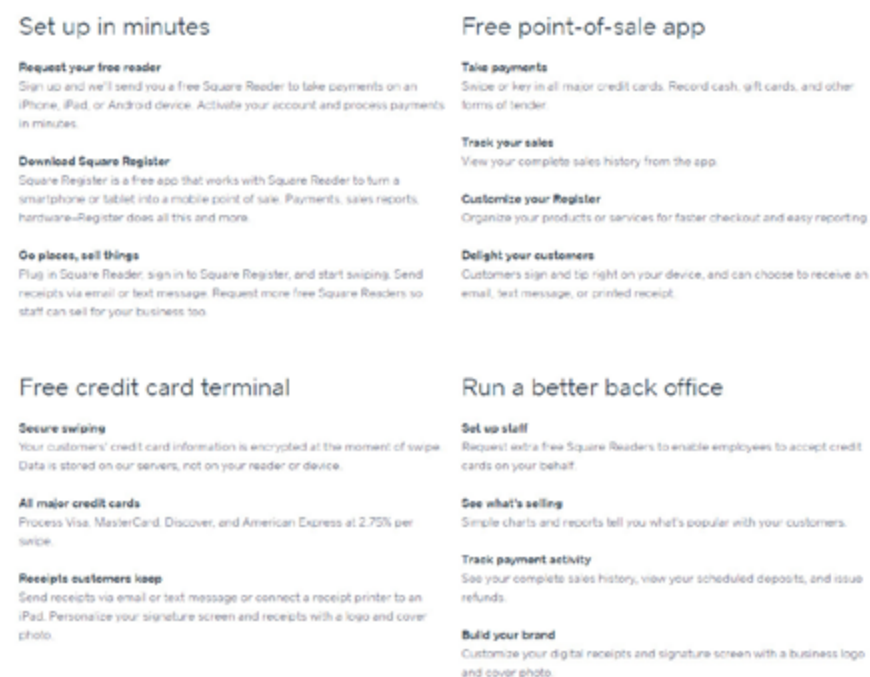 Set up in minutes
Request your free reader
Sign up and we'll send you a free Square Reader to take payments on an
iPhone, iPad, or Android device. Activate your account and process payments
in minutes.
Download Square Register
Square Register is a free app that works with Square Reader to turn a
smartphone or tablet into a mobile point of sale. Payments, sales reports,
hardware—Register does all this and more.
Go places, sell things
Plug in Square Reader, sign in to Square Register, and start swiping. Send
receipts via email or text message. Request more free Square Readers so
staff can sell for your business too.
Free point-of-sale app
Take payments
Swipe or key in all major credit cards. Record cash, gift cards, and other
forms of tender.
Track your sales
View your complete sales history from the app.
Customize your Register
Organize your products or services for faster checkout and easy reporting.
Delight your customers
Customers sign and tip right on your device, and can choose to receive an
email, text message, or printed receipt.
Free credit card terminal
Secure swiping
Your customers' credit card information is encrypted at the moment of swipe.
Data is stored on our servers, not on your reader or device.
All major credit cards
Process Visa, MasterCard, Discover, and American Express at 2.75% per
swipe.
Receipts customers keep
Send receipts via email or text message or connect a receipt printer to an
iPad. Personalize your signature screen and receipts with a logo and cover
photo.
Run a better back office
Set up staff
Request extra free Square Readers to enable employees to accept credit
cards on your behalf.
See what's selling
Simple charts and reports tell you what's popular with your customers.
Track payment activity
See your complete sales history, view your scheduled deposits, and issue
refunds.
Build your brand
Customize your digital receipts and signature screen with a business logo
and cover photo.